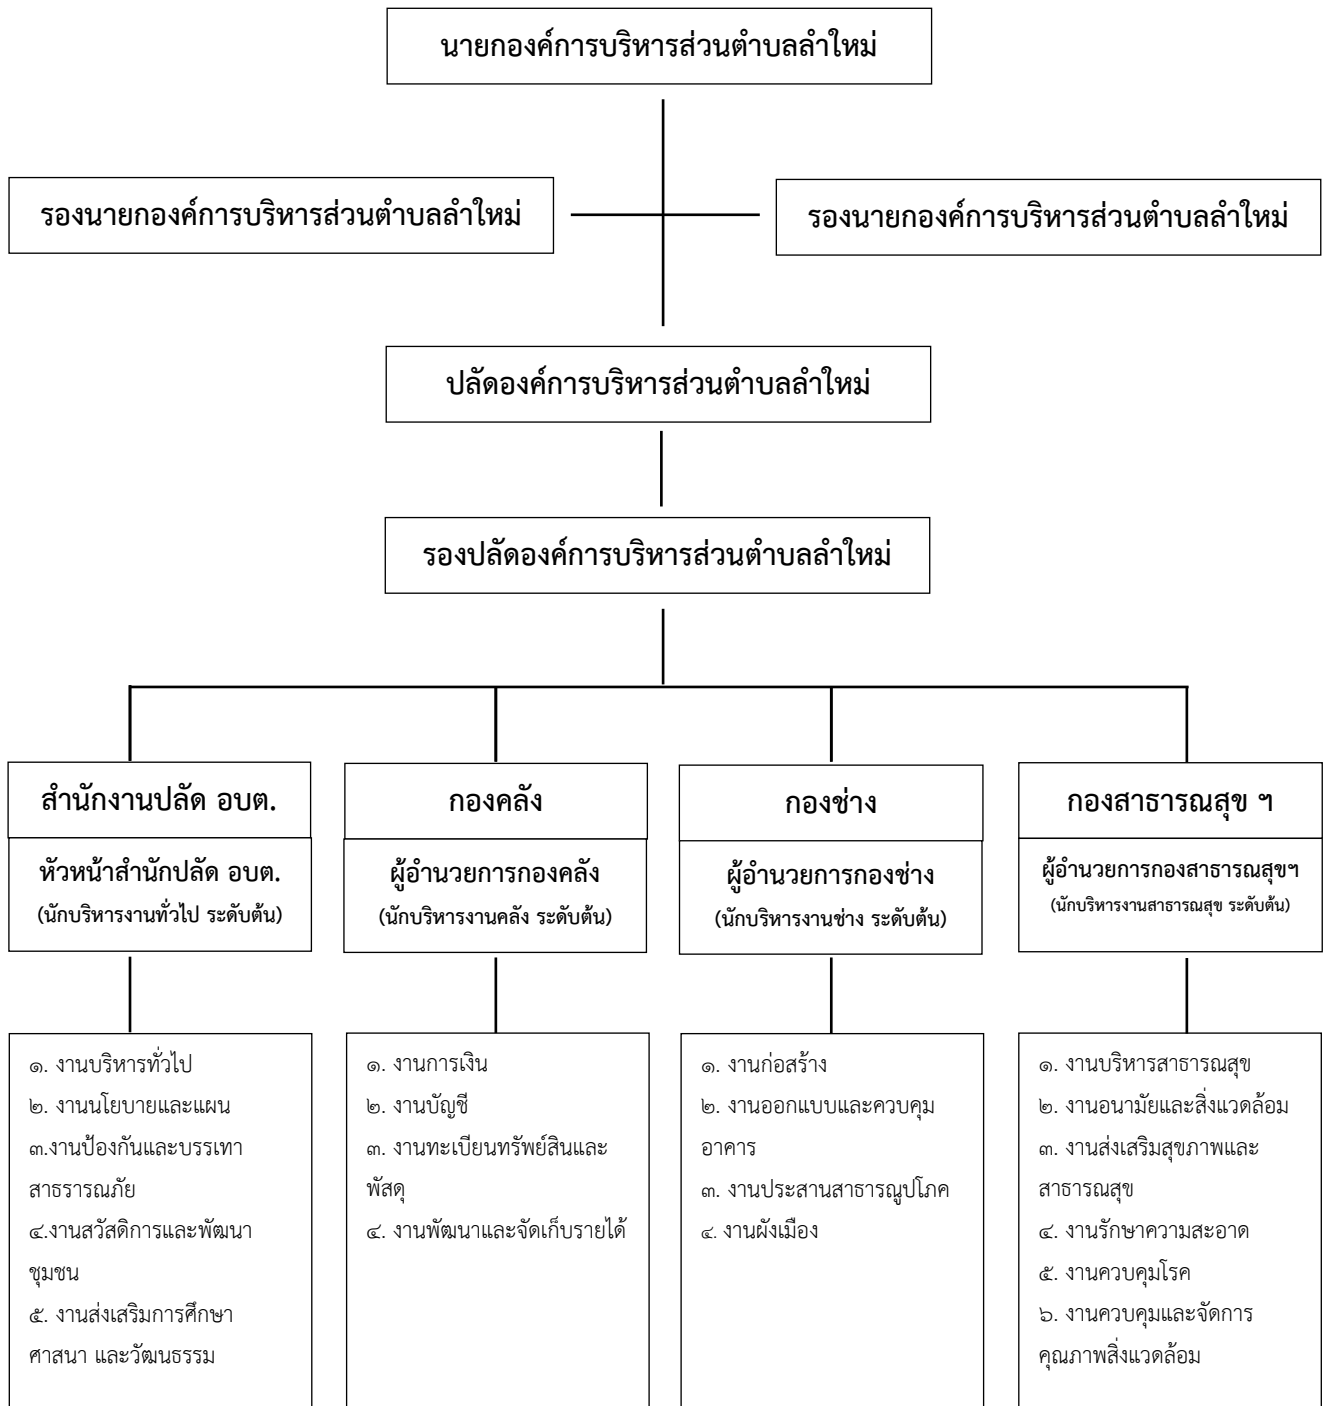 นายกองค์การบริหารส่วนตำบลลำใหม่
รองนายกองค์การบริหารส่วนตำบลลำใหม่
รองนายกองค์การบริหารส่วนตำบลลำใหม่
ปลัดองค์การบริหารส่วนตำบลลำใหม่
รองปลัดองค์การบริหารส่วนตำบลลำใหม่
สำนักงานปลัด อบต.
หัวหน้าสำนักปลัด อบต.
(นักบริหารงานทั่วไป ระดับต้น)
๑. งานบริหารทั่วไป
๒. งานนโยบายและแผน
๓.งานป้องกันและบรรเทา
สาธรารณภัย
๔.งานสวัสดิการและพัฒนา
ชุมชน
๕. งานส่งเสริมการศึกษา
ศาสนา และวัฒนธรรม
กองคลัง
ผู้อำนวยการกองคลัง
(นักบริหารงานคลัง ระดับต้น)
๑. งานการเงิน
๒. งานบัญชี
๓. งานทะเบียนทรัพย์สินและ
พัสดุ
๔. งานพัฒนาและจัดเก็บรายได้
กองช่าง
ผู้อำนวยการกองช่าง
(นักบริหารงานช่าง ระดับต้น)
๑. งานก่อสร้าง
๒. งานออกแบบและควบคุม
อาคาร
๓. งานประสานสาธารณูปโภค
๔. งานผังเมือง
กองสาธารณสุข ฯ
ผู้อำนวยการกองสาธารณสุขฯ
(นักบริหารงานสาธารณสุข ระดับต้น)
๑. งานบริหารสาธารณสุข
๒. งานอนามัยและสิ่งแวดล้อม
๓. งานส่งเสริมสุขภาพและ
สาธารณสุข
๔. งานรักษาความสะอาด
๕. งานควบคุมโรค
๖. งานควบคุมและจัดการ
คุณภาพสิ่งแวดล้อม